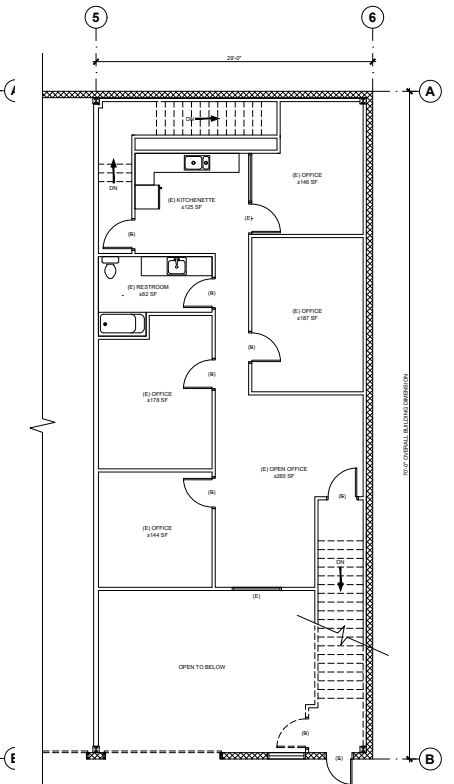 5
6
29'-0"
A
A
DN
(E) OFFICE
±146 SF
(E) KITCHENETTE
±125 SF
DN
(E)
(E) RESTROOM
±82 SF
(E) OFFICE
±187 SF
(E) OFFICE
±178 SF
70'-0" OVERALL BUILDING DIMENSION
(E) OPEN OFFICE
±265 SF
(E) OFFICE
±144 SF
DN
(E)
OPEN TO BELOW
B